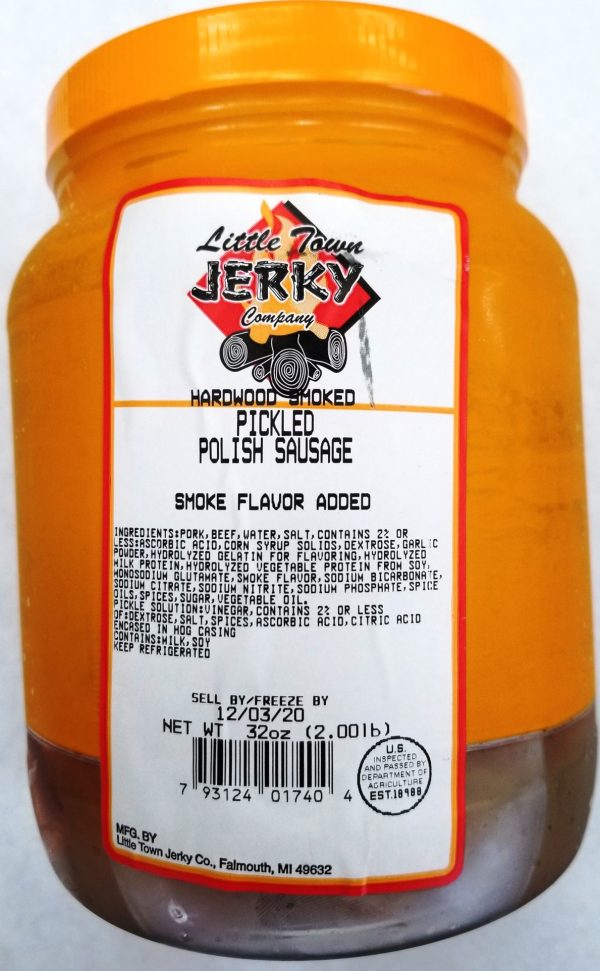 Little Town
JERKY
Company
HARDWOOD SMOKED
PICKLED
POLISH SAUSAGE
SMOKE FLAVOR ADDED
INGREDIENTS:PORK,BEEF,WATER,SALT,CONTAINS 2% OR
LESS:ASCORBIC ACID,CORN SYRUP SOLIDS,DEXTROSE,GARLIC
POWDER,HYDROLYZED GELATIN FOR FLAVORING,HYDROLYZED
MILK PROTEIN,HYDROLYZED VEGETABLE PROTEIN FROM SOY,
MONOSODIUM GLUTAMATE,SMOKE FLAVOR,SODIUM BICARBONATE,
SODIUM CITRATE,SODIUM NITRITE,SODIUM PHOSPHATE,SPICE
OILS,SPICES,SUGAR,VEGETABLE OIL.
PICKLE SOLUTION:VINEGAR,CONTAINS 2% OR LESS
OF:DEXTROSE,SALT,SPICES,ASCORBIC ACID,CITRIC ACID
ENCASED IN HOG CASING
CONTAINS:MILK,SOY
KEEP REFRIGERATED
SELL BY/FREEZE BY
12/03/20
NET WT 32oz (2.00lb)
7 93124 01740 4
U.S.
INSPECTED
AND PASSED BY
DEPARTMENT OF
AGRICULTURE
EST.18988
MFG. BY
Little Town Jerky Co., Falmouth, MI 49632